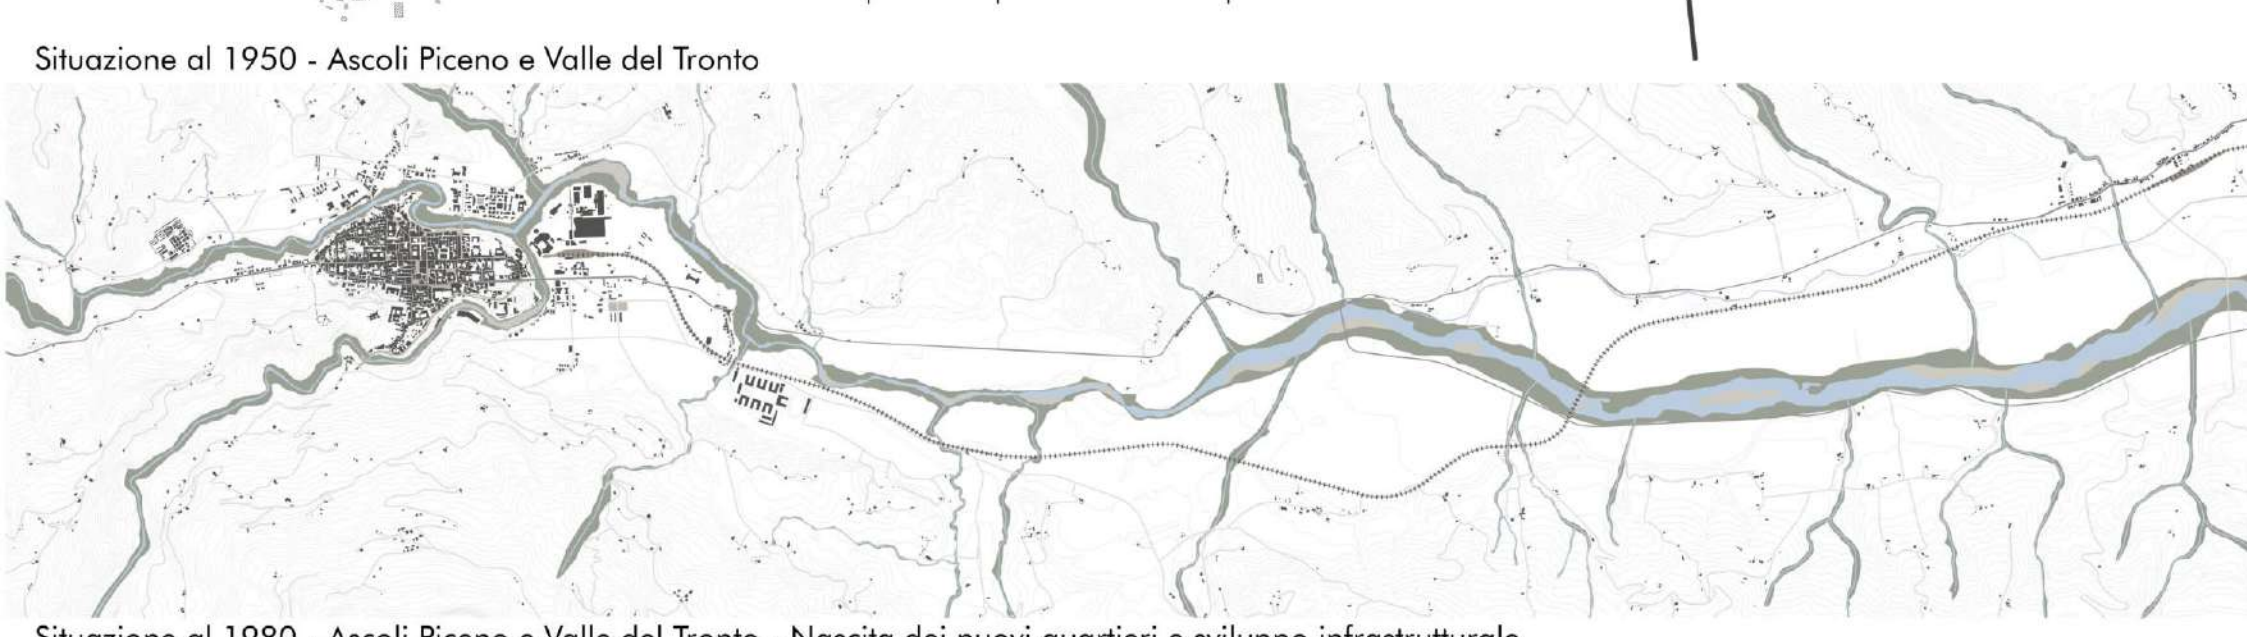 Situazione al 1950 - Ascoli Piceno e Valle del Tronto
Situazione al 1980 - Ascoli Piceno e Valle del Tronto - Nascita dei nuovi quartieri e sviluppo infrastrutturale